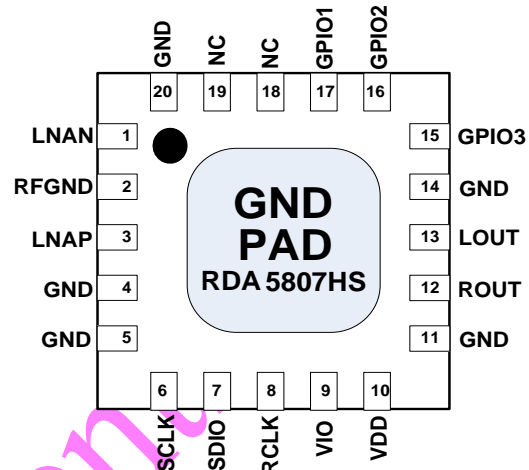 GND
NC
NC
GPIO1
GPIO2
20
19
18
17
16
LNAN 1
15 GPIO3
RFGND 2
14 GND
LNAP 3
13 LOUT
GND 4
12 ROUT
GND 5
11 GND
GND
PAD
RDA 5807HS
6
7
8
9
10
SCLK
SDIO
RCLK
VIO
VDD